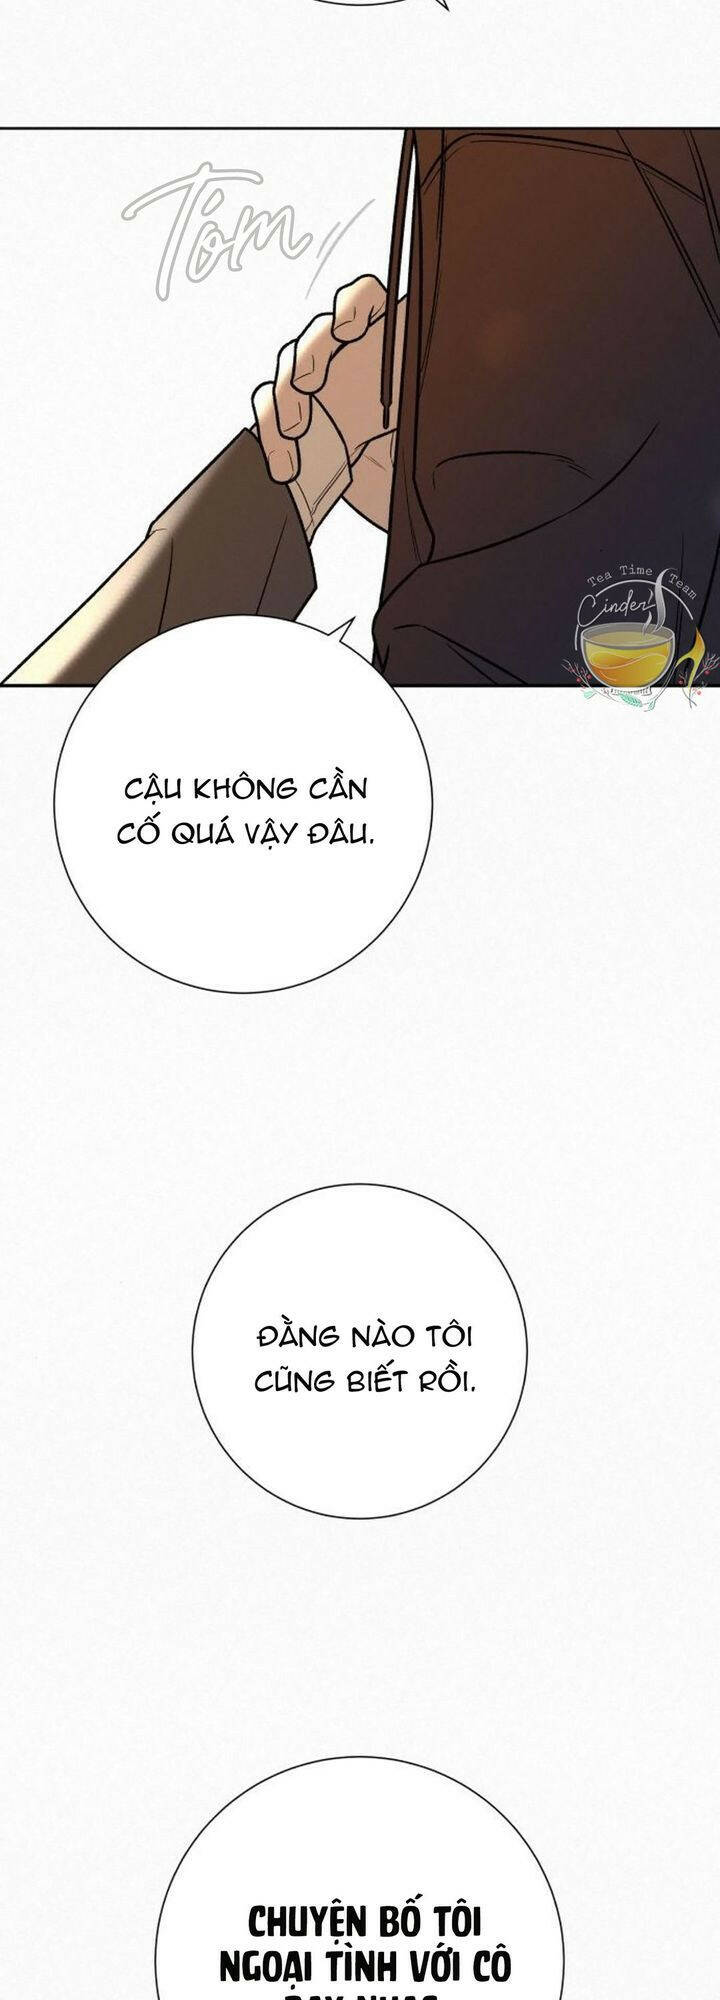 Tóm
Tea Time Team
Cinder
CẬU KHÔNG CẦN
CỐ QUÁ VẬY ĐÂU.
ĐẰNG NÀO TÔI
CŨNG BIẾT RỒI.
CHUYỆN BỐ TÔI
NGOẠI TÌNH VỚI CÔ